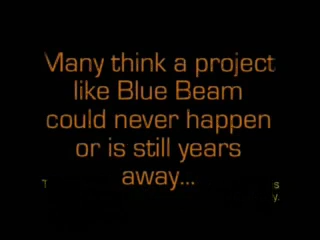 Many think a project
like Blue Beam
could never happen
or is still years
away...